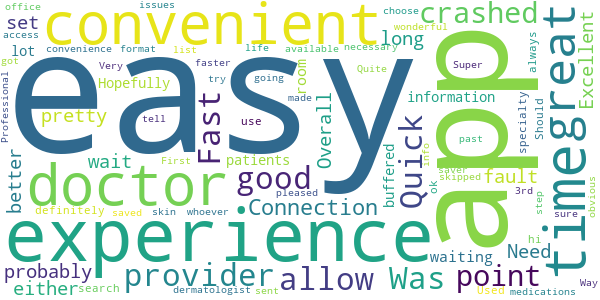 office
issues
access
convenient
choose
wonderful
crashed
set
timegreat
lot
convenience
format
list
life
available
necessary
long
always
got
Very
faster
try
going
Quite
Super
Excellent
Professional
Hopefully
room
information
easy
app
pretty
tell
Fast
made
use
Overall
Quick
info
past
Specialty
Should
better
wait
First
patients
buffered
ok
saver
skipped
fault
doctor
good
pleased
3rd
step
obvious
definitely
saved
skin
whoever
Connection
Used
hi
sure
experience
waiting
Need
probably
provider
allow
Was
point
either
search
dermatologist
sent
medications
Way